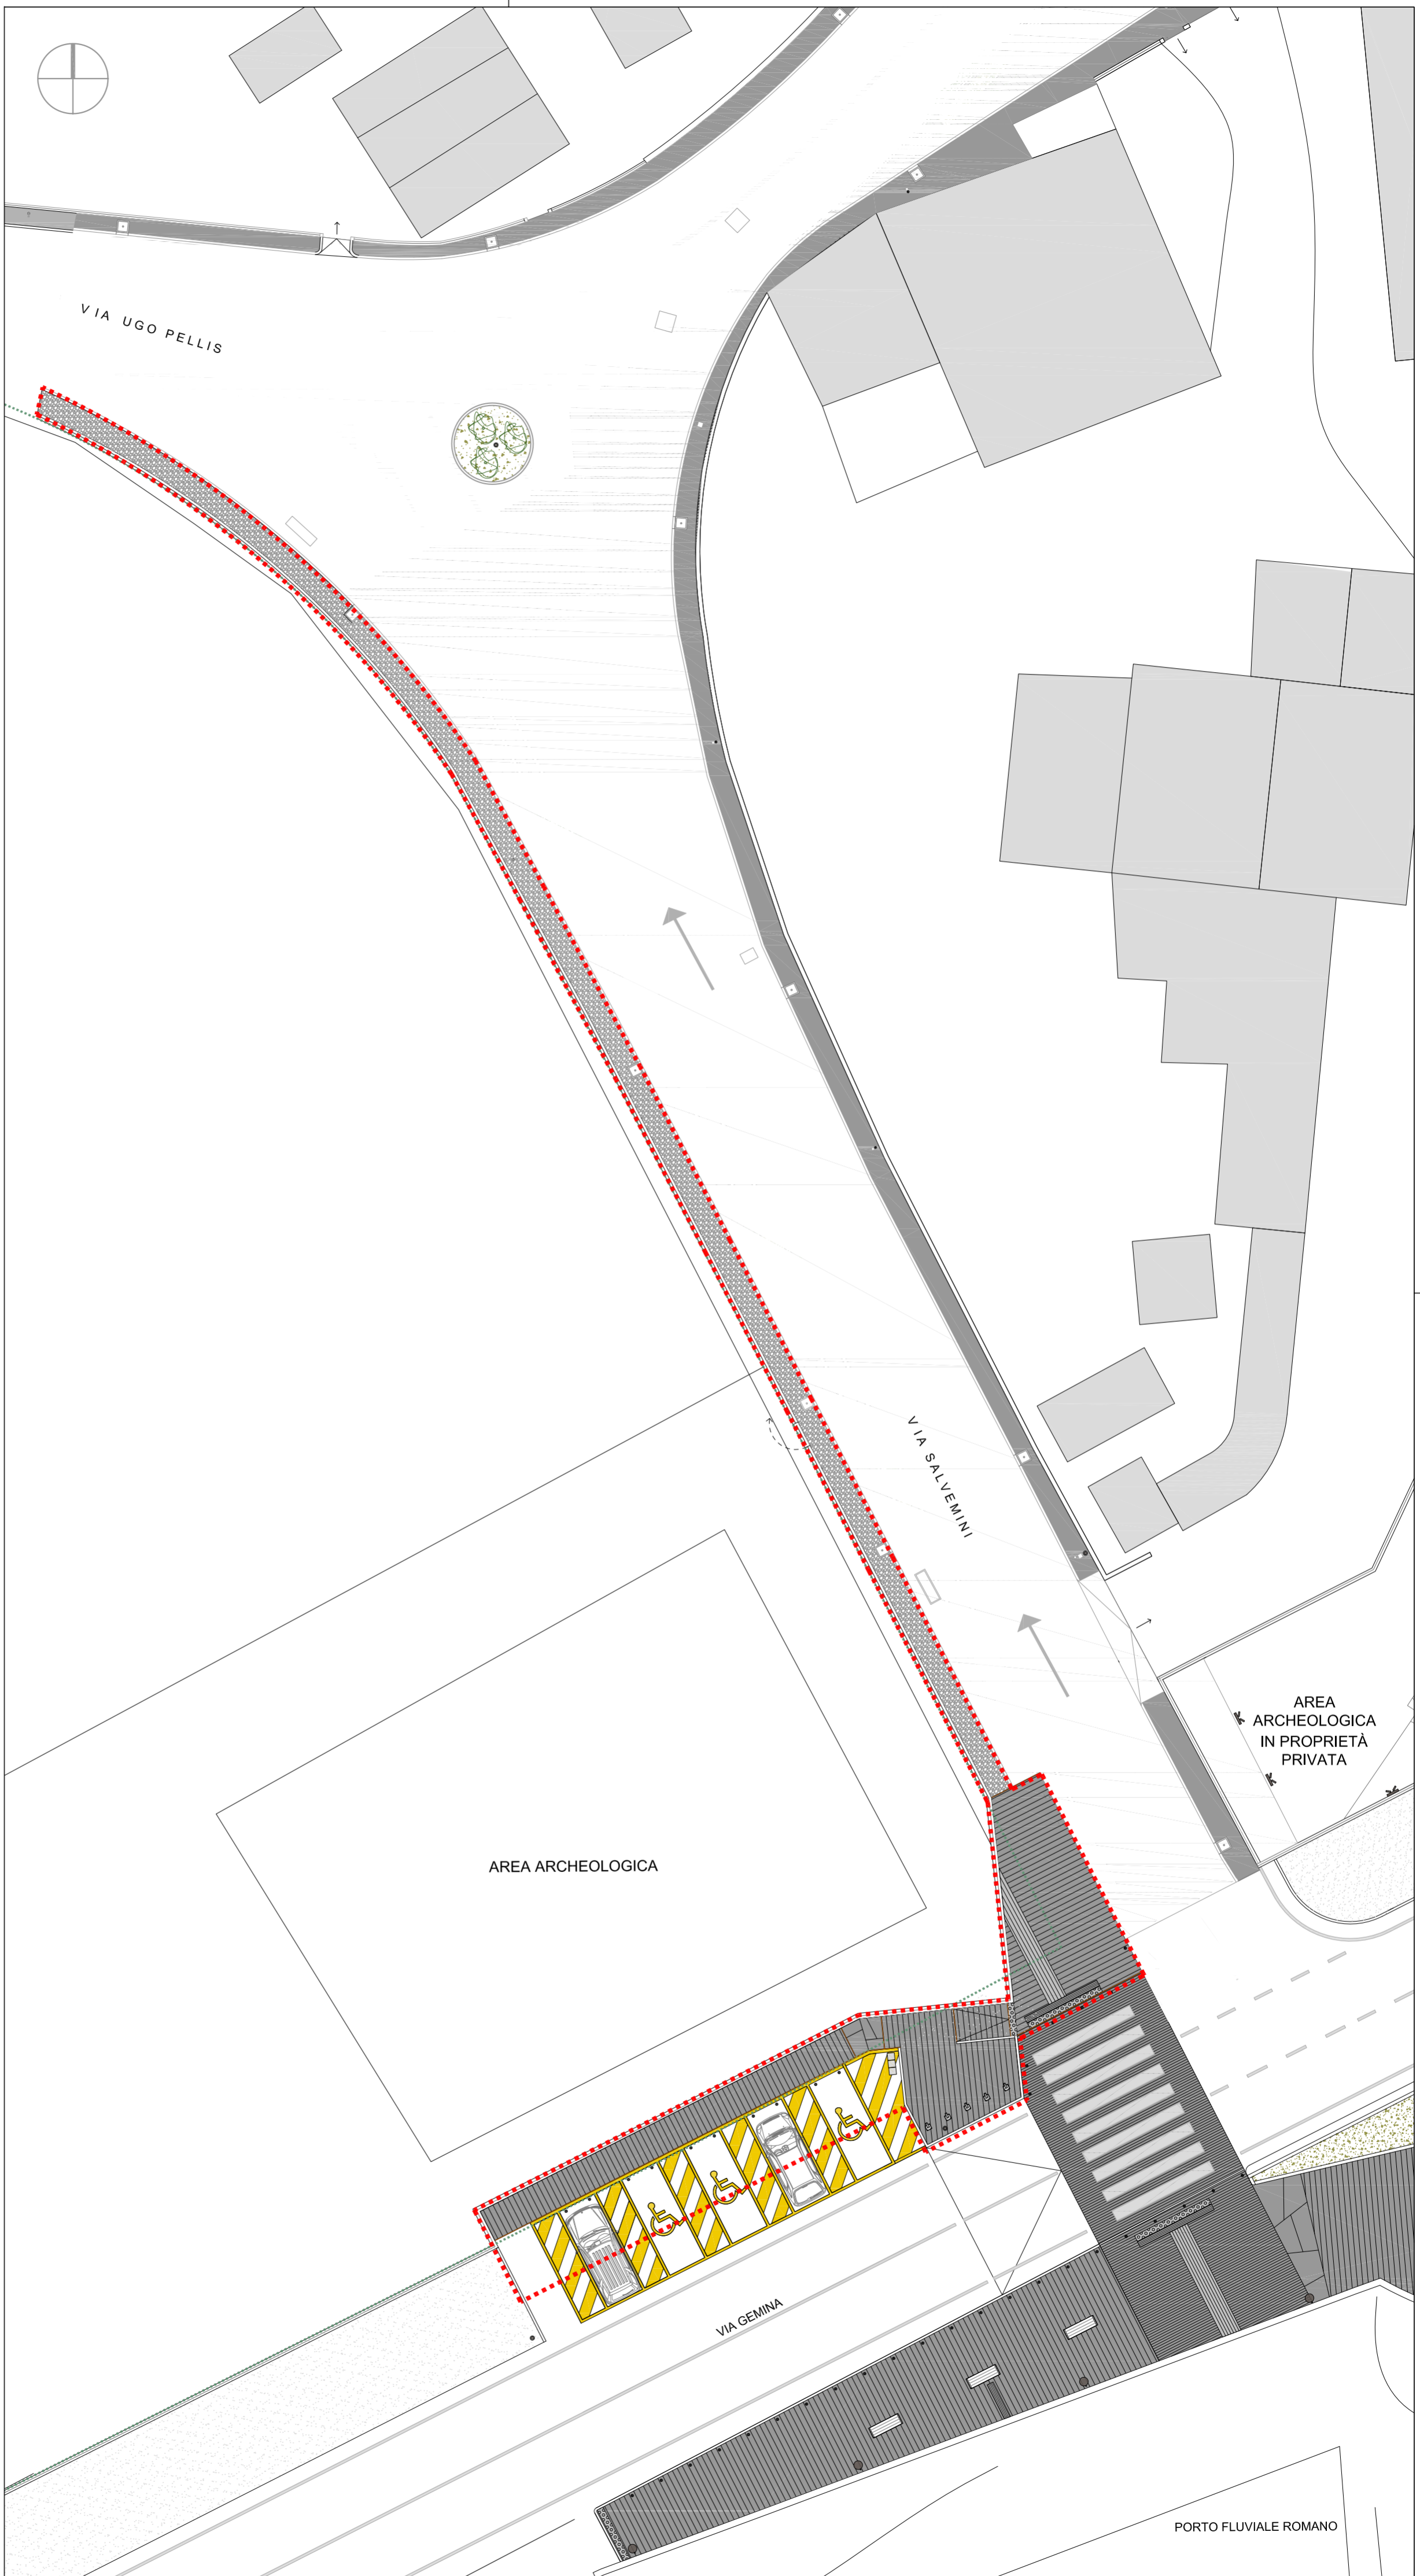 VIA UGO PELLIS
VIA SALVEMINI
AREA
ARCHEOLOGICA
IN PROPRIETÀ
PRIVATA
AREA ARCHEOLOGICA
VIA GEMINA
PORTO FLUVIALE ROMANO